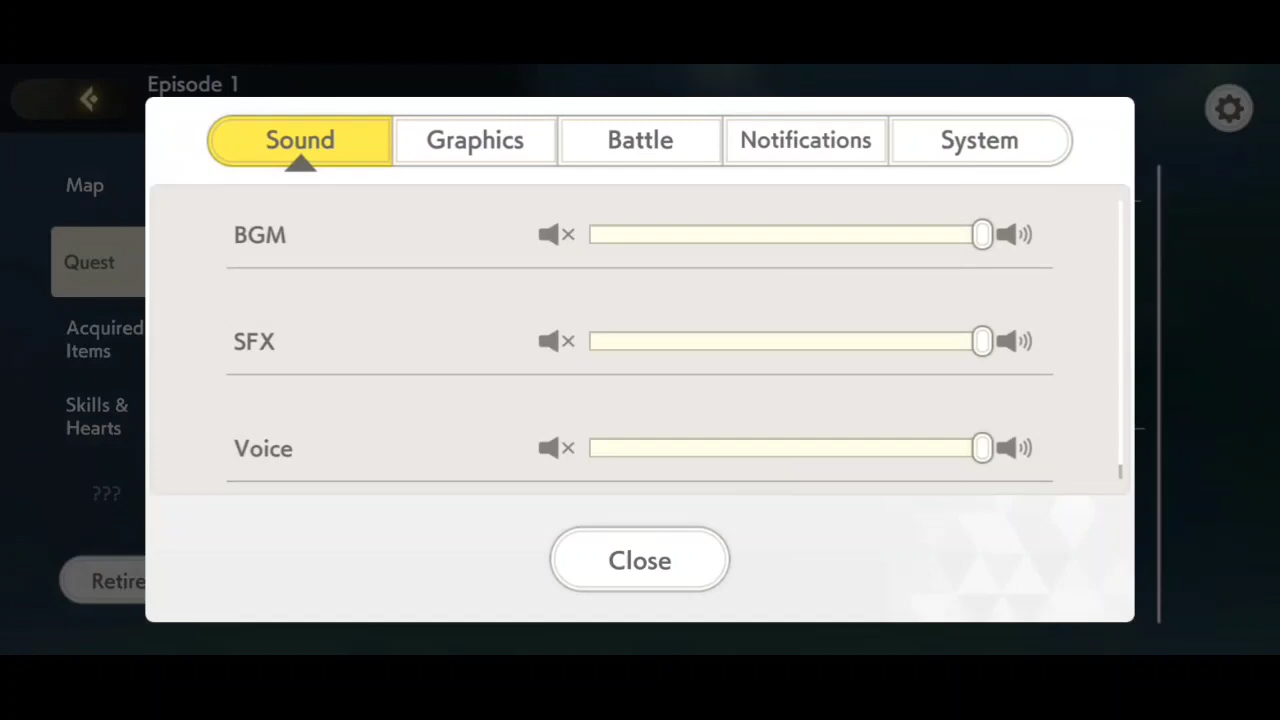 Episode 1
Sound
Graphics
Battle
Notifications
System
Map
BGM
Quest
Acquired
Items
SFX
Skills &
Hearts
Voice
???
Close
Retire